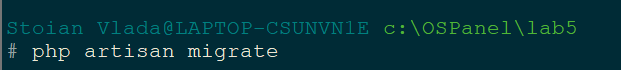 Stoian Vlada@LAPTOP-CSUNVN1E c:\OSPanel\lab5
# php artisan migrate